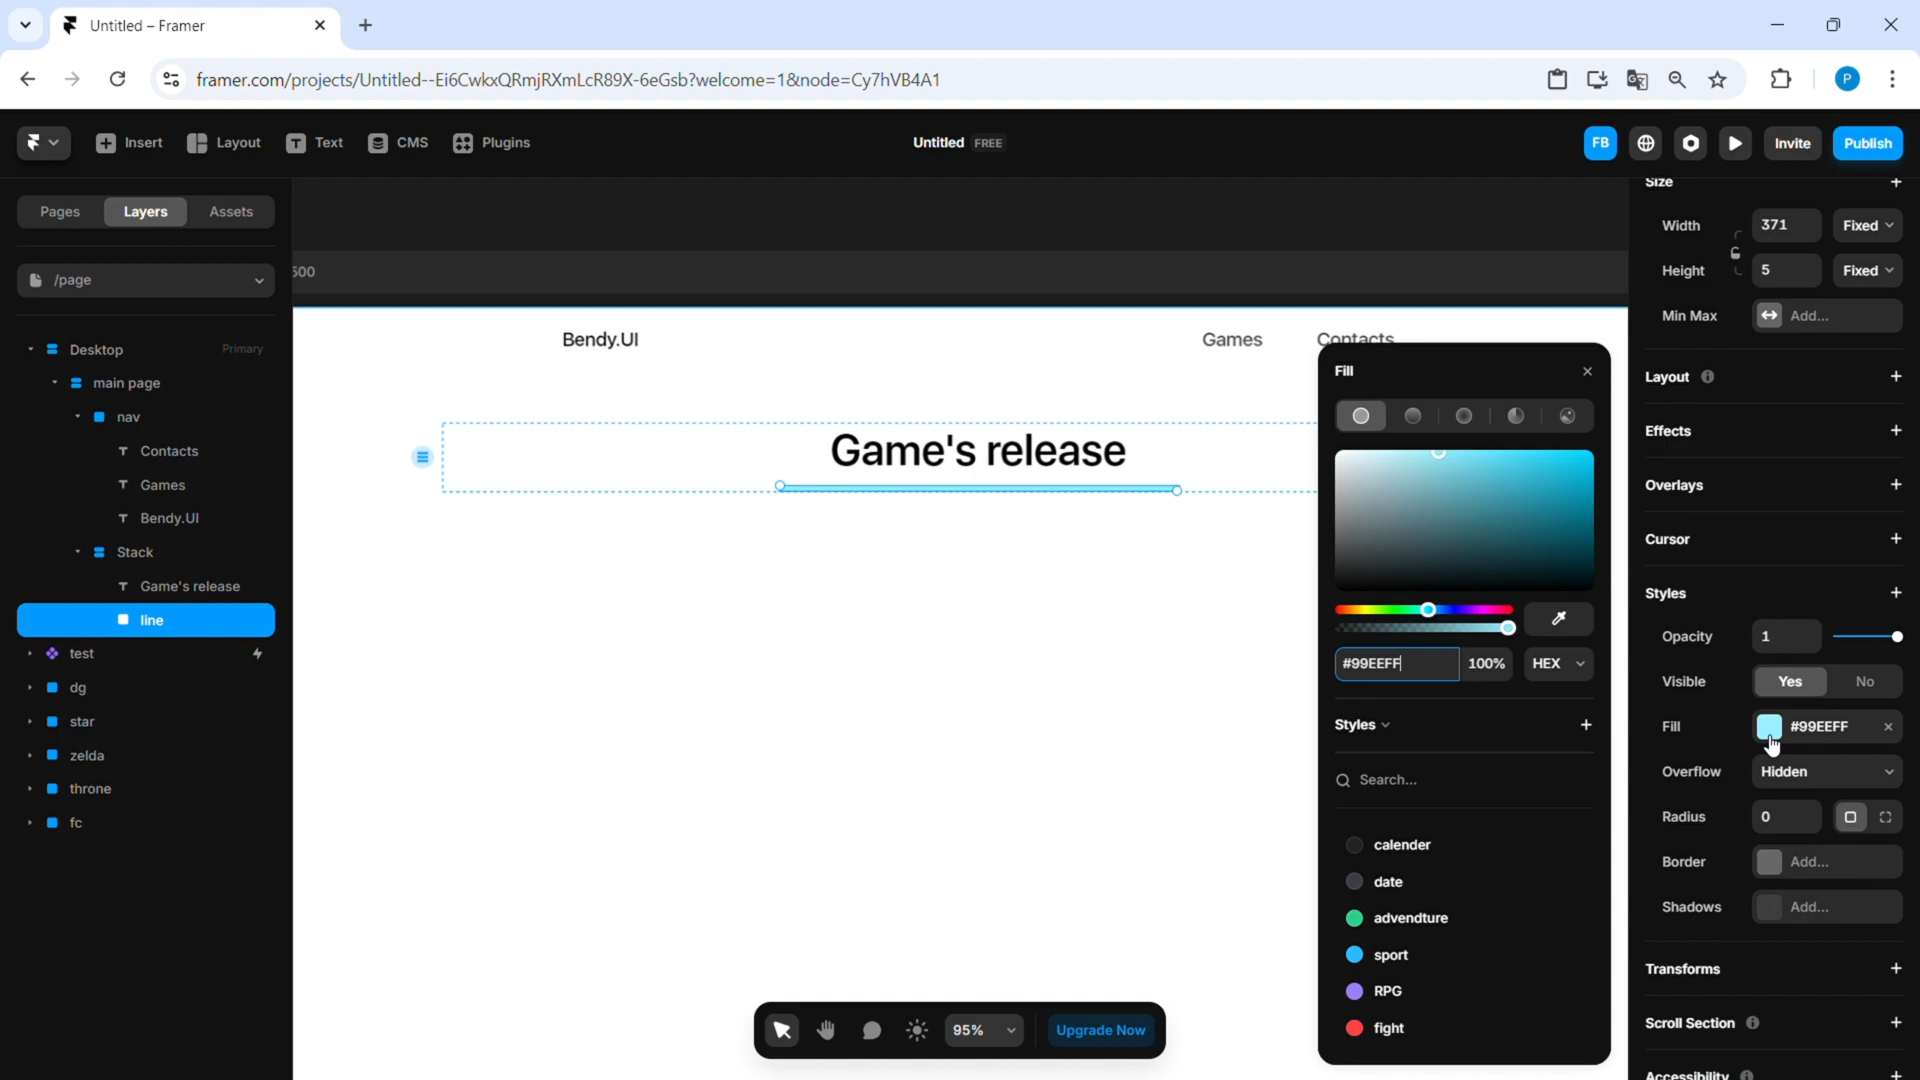 Untitled – Framer
framer.com/projects/Untitled--Ei6CwkxQRmjRXmLcR89X-6eGsb?welcome=1&node=Cy7hVB4A1
P
Insert
Layout
Text
CMS
Plugins
Untitled FREE
FB
Invite
Publish
Pages
Layers
Assets
/page
Desktop
Primary
main page
nav
Contacts
Games
Bendy.UI
Stack
Game's release
line
test
dg
star
zelda
throne
fc
500
Bendy.UI
Games
Contacts
Game's release
95%
Upgrade Now
Fill
#99EEFF
100%
HEX
Styles
Search...
calender
date
advendture
sport
RPG
fight
Size
Width
371
Fixed
Height
5
Fixed
Min Max
Add...
Layout
Effects
Overlays
Cursor
Styles
Opacity
1
Visible
Yes
No
Fill
#99EEFF
Overflow
Hidden
Radius
0
Border
Add...
Shadows
Add...
Transforms
Scroll Section
Accessibility